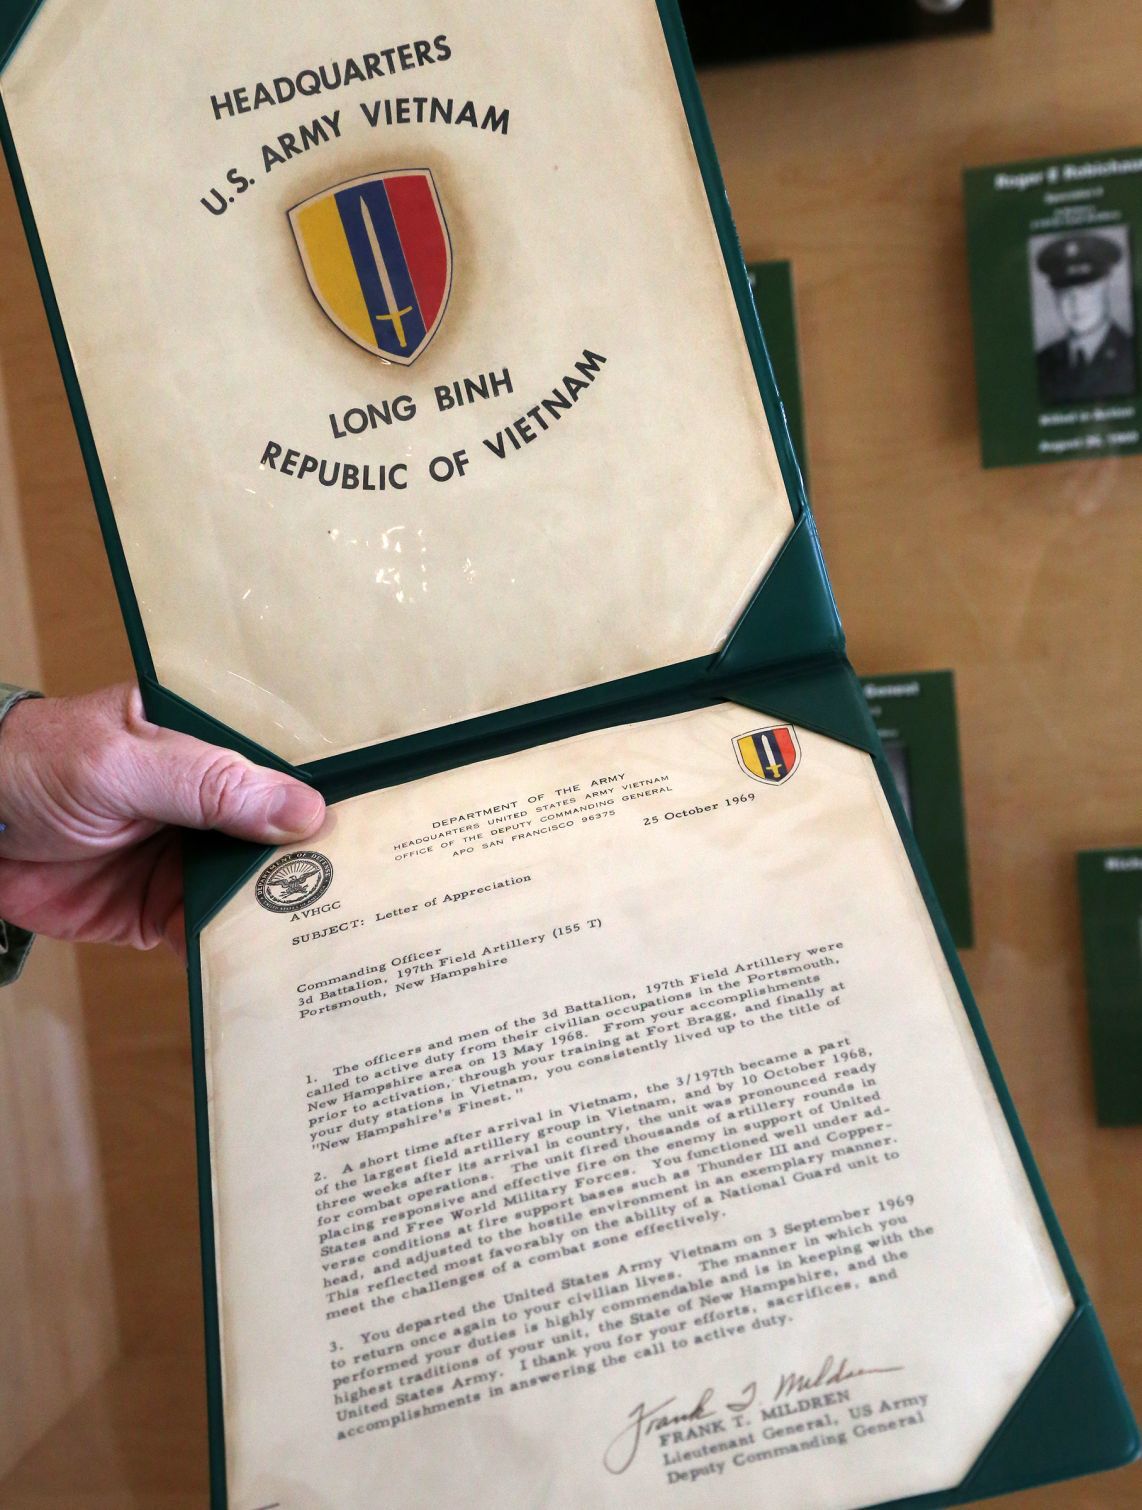 HEADQUARTERS
U.S. ARMY VIETNAM
LONG BINH
REPUBLIC OF VIETNAM
DEPARTMENT OF THE ARMY
HEADQUARTERS UNITED STATES ARMY VIETNAM
OFFICE OF THE DEPUTY COMMANDING GENERAL
APO SAN FRANCISCO 96375
25 October 1969
DEPARTMENT OF DEFENSE
AVHGC
SUBJECT: Letter of Appreciation
Commanding Officer
3d Battalion, 197th Field Artillery (155 T)
Portsmouth, New Hampshire
1. The officers and men of the 3d Battalion, 197th Field Artillery were
called to active duty from their civilian occupations in the Portsmouth,
New Hampshire area on 13 May 1968. From your accomplishments
prior to activation, through your training at Fort Bragg, and finally at
your duty stations in Vietnam, you consistently lived up to the title of
"New Hampshire's Finest."
2. A short time after arrival in Vietnam, the 3/197th became a part
of the largest field artillery group in Vietnam, and by 10 October 1968,
three weeks after its arrival in country, the unit was pronounced ready
for combat operations. The unit fired thousands of artillery rounds in
placing responsive and effective fire on the enemy in support of United
States and Free World Military Forces. You functioned well under ad-
verse conditions at fire support bases such as Thunder III and Copper-
head, and adjusted to the hostile environment in an exemplary manner.
This reflected most favorably on the ability of a National Guard unit to
meet the challenges of a combat zone effectively.
3. You departed the United States Army Vietnam on 3 September 1969
to return once again to your civilian lives. The manner in which you
performed your duties is highly commendable and is in keeping with the
highest traditions of your unit, the State of New Hampshire, and the
United States Army. I thank you for your efforts, sacrifices, and
accomplishments in answering the call to active duty.
Frank T. Mildren
FRANK T. MILDREN
Lieutenant General, US Army
Deputy Commanding General
Roger E
Killed in Action
August